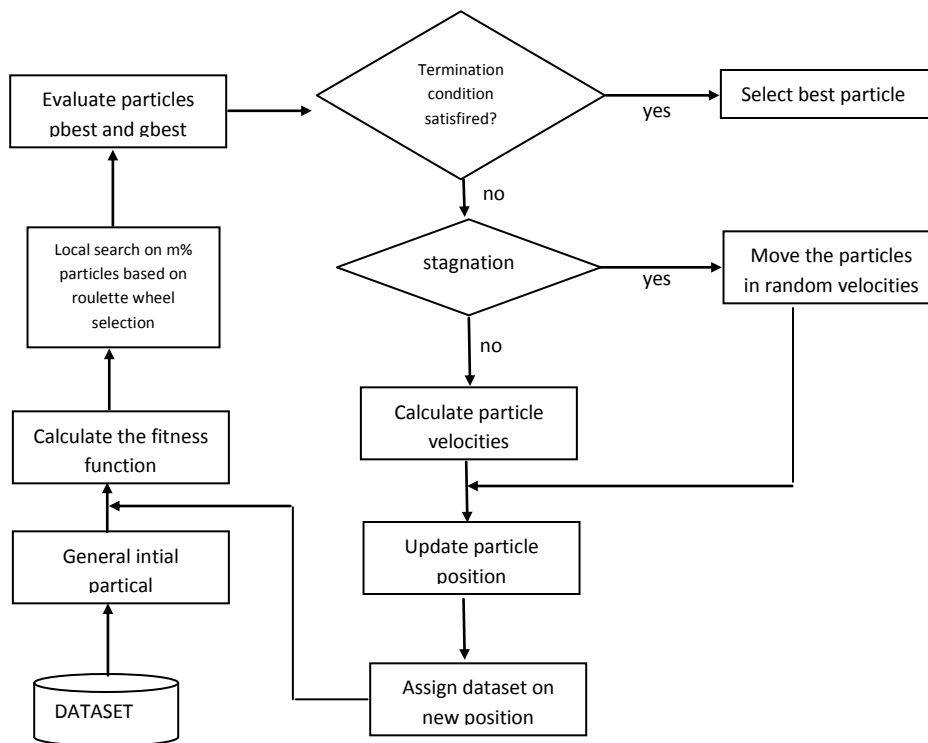 Termination
condition
satisfired?
yes
Select best particle
Evaluate particles
pbest and gbest
no
Local search on m%
particles based on
roulette wheel
selection
stagnation
yes
Move the particles
in random velocities
no
Calculate the fitness
function
Calculate particle
velocities
General intial
partical
Update particle
position
DATASET
Assign dataset on
new position